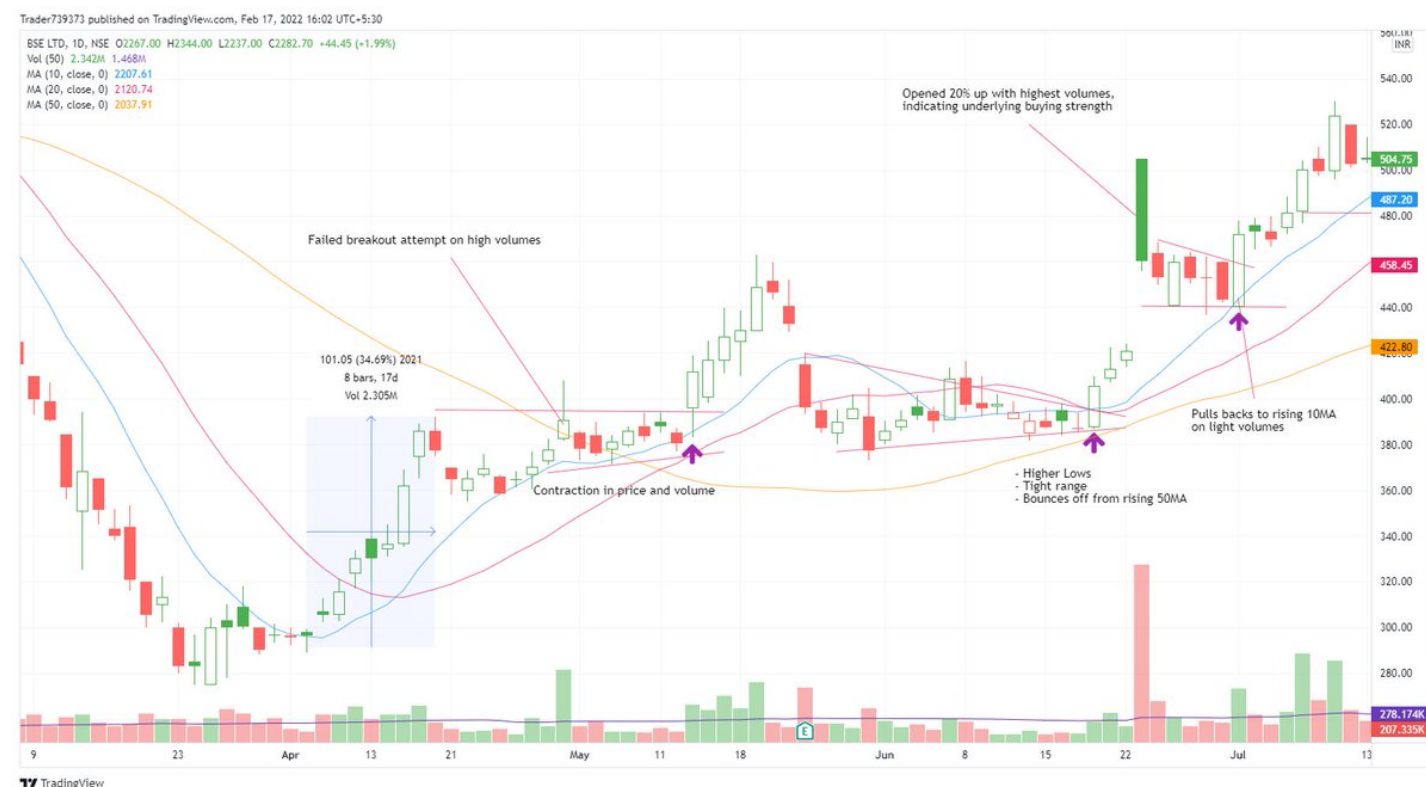 Trader739373 published on TradingView.com, Feb 17, 2022 16:02 UTC+5:30
BSE LTD, 1D, NSE O2267.00 H2344.00 L2237.00 C2282.70 +44.45 (+1.99%)
Vol (50) 2.342M 1.468M
MA (10, close, 0) 2207.61
MA (20, close, 0) 2120.74
MA (50, close, 0) 2037.91
560.00
INR
540.00
Opened 20% up with highest volumes,
indicating underlying buying strength
520.00
504.75
500.00
487.20
480.00
Failed breakout attempt on high volumes
458.45
440.00
422.80
420.00
101.05 (34.69%) 2021
8 bars, 17d
Vol 2.305M
400.00
Pulls backs to rising 10MA
on light volumes
380.00
- Higher Lows
- Tight range
- Bounces off from rising 50MA
Contraction in price and volume
360.00
340.00
320.00
300.00
280.00
278.174K
207.335K
E
9 23 Apr 13 21 May 11 18 Jun 8 15 22 Jul 13
TradingView